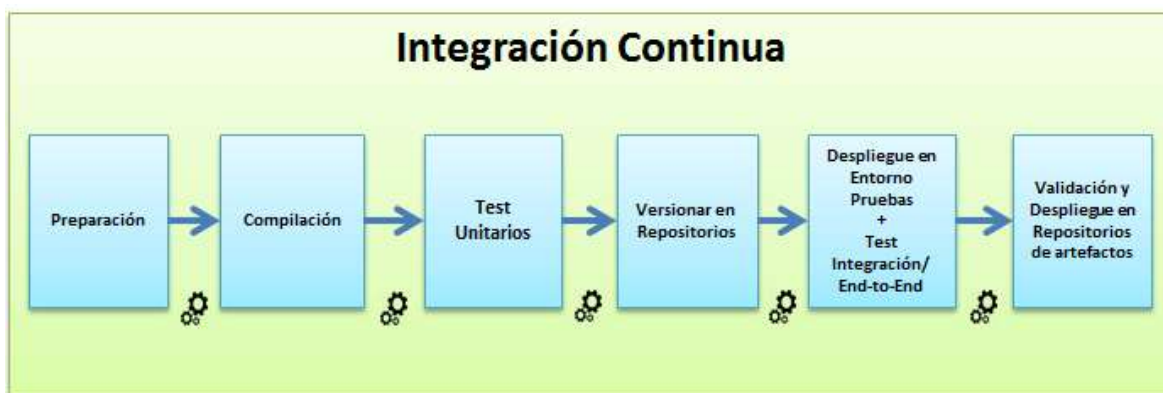 Integración Continua
Preparación
Compilación
Test
Unitarios
Versionar en
Repositorios
Despliegue en
Entorno
Pruebas
+
Test
Integración/
End-to-End
Validación y
Despliegue en
Repositorios
de artefactos